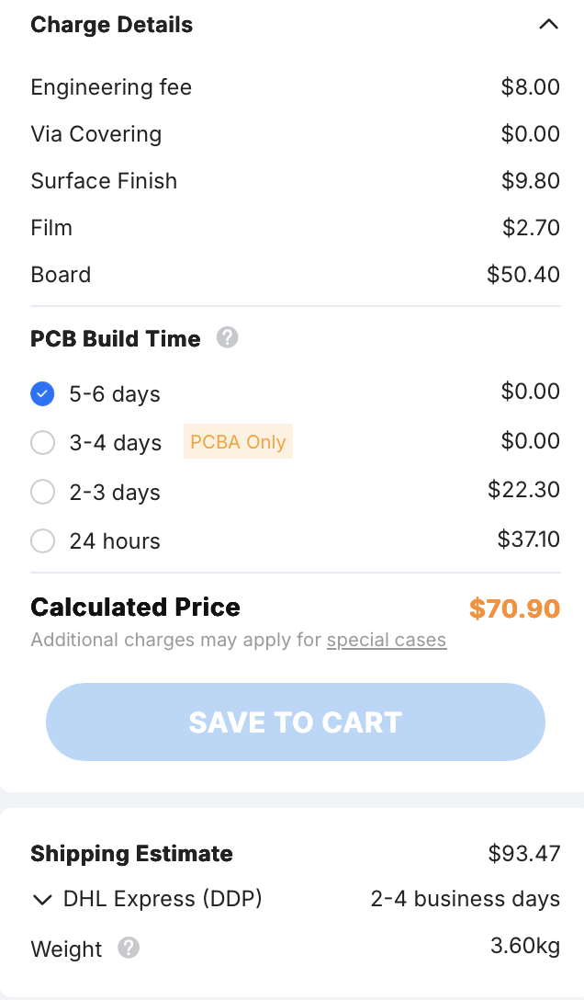 Charge Details
Engineering fee $8.00
Via Covering $0.00
Surface Finish $9.80
Film $2.70
Board $50.40
PCB Build Time ?
5-6 days $0.00
3-4 days PCBA Only $0.00
2-3 days $22.30
24 hours $37.10
Calculated Price $70.90
Additional charges may apply for special cases
SAVE TO CART
Shipping Estimate $93.47
DHL Express (DDP) 2-4 business days
Weight ? 3.60kg